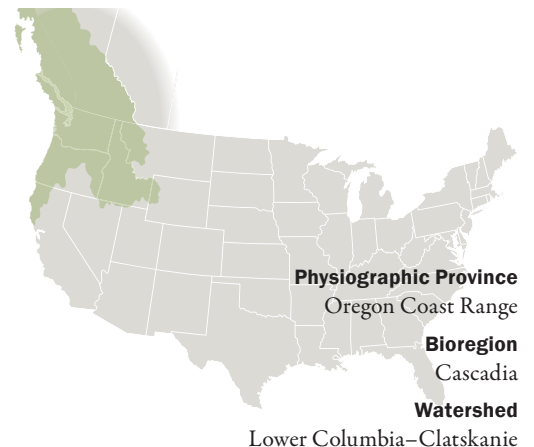 Physiographic Province
Oregon Coast Range
Bioregion
Cascadia
Watershed
Lower Columbia–Clatskanie